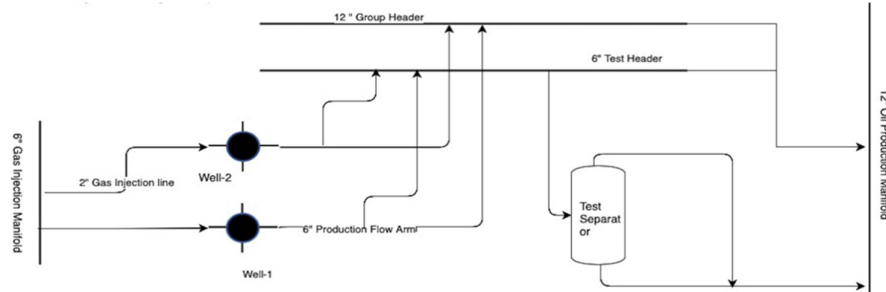 12 " Group Header
6" Test Header
6" Gas Injection Manifold
2" Gas Injection line
Well-2
6" Production Flow Arm
Well-1
Test
Separat
or
12" Oil Production Manifold